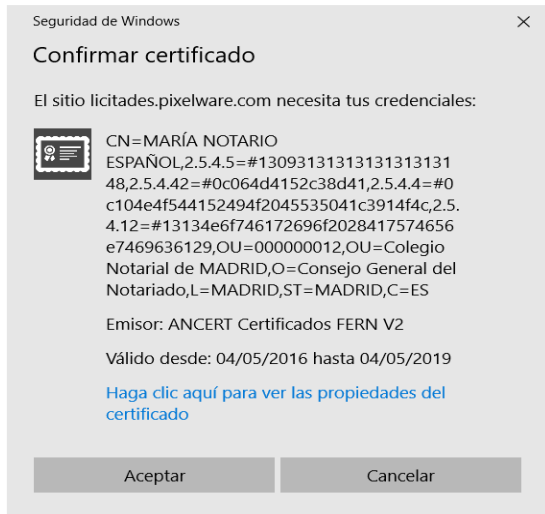 Seguridad de Windows
Confirmar certificado
El sitio licitades.pixelware.com necesita tus credenciales:
CN=MARÍA NOTARIO
ESPAÑOL,2.5.4.5=#13093131313131313131
48,2.5.4.42=#0c064d4152c38d41,2.5.4.4=#0
c104e4f544152494f2045535041c3914f4c,2.5.
4.12=#13134e6f746172696f2028417574656
e7469636129,OU=000000012,OU=Colegio
Notarial de MADRID,O=Consejo General del
Notariado,L=MADRID,ST=MADRID,C=ES
Emisor: ANCERT Certificados FERN V2
Válido desde: 04/05/2016 hasta 04/05/2019
Haga clic aquí para ver las propiedades del
certificado
Aceptar
Cancelar